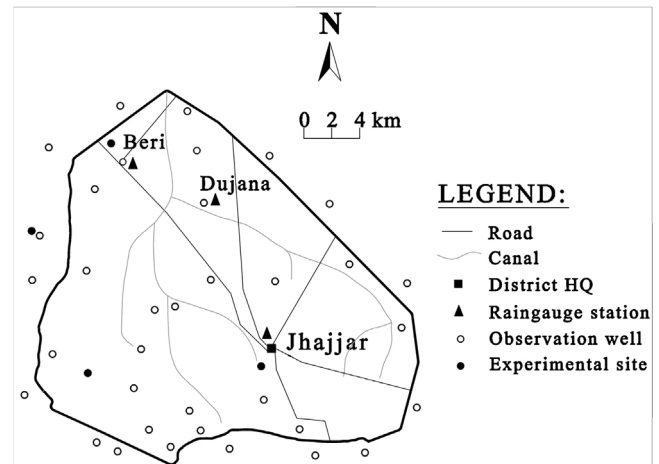 N
0 2 4 km
Beri
Dujana
LEGEND:
Road
Canal
District HQ
Raingauge station
Observation well
Experimental site
Jhajjar